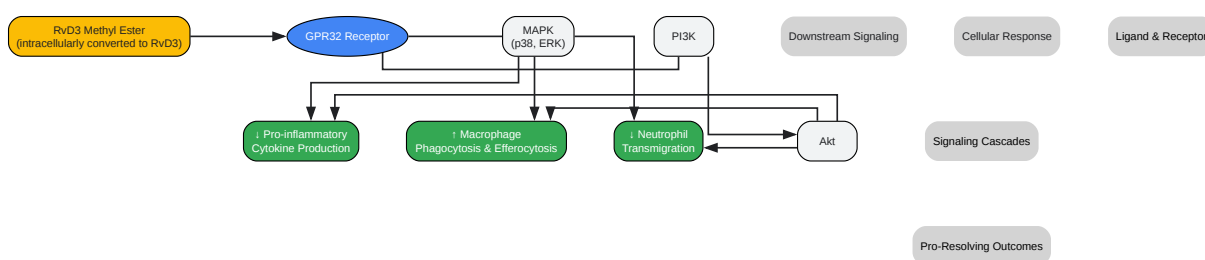 RvD3 Methyl Ester
(intracellularly converted to RvD3)
GPR32 Receptor
MAPK
(p38, ERK)
PI3K
Downstream Signaling
Cellular Response
Ligand & Receptor
↓ Pro-inflammatory
Cytokine Production
↑ Macrophage
Phagocytosis & Efferocytosis
↓ Neutrophil
Transmigration
Akt
Signaling Cascades
Pro-Resolving Outcomes